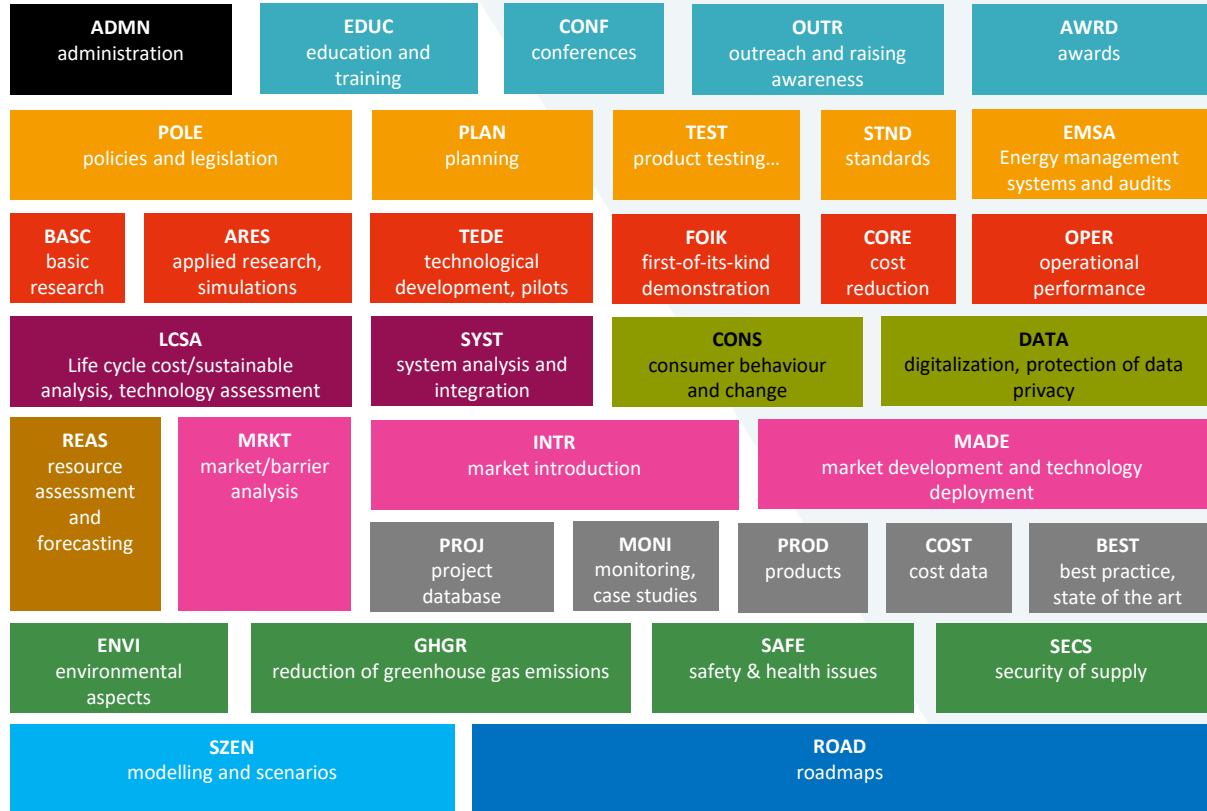 ADMN
administration
EDUC
education and
training
CONF
conferences
OUTR
outreach and raising
awareness
AWRD
awards
POLE
policies and legislation
PLAN
planning
TEST
product testing...
STND
standards
EMSA
Energy management
systems and audits
BASC
basic
research
ARES
applied research,
simulations
TEDE
technological
development, pilots
FOIK
first-of-its-kind
demonstration
CORE
cost
reduction
OPER
operational
performance
LCSA
Life cycle cost/sustainable
analysis, technology assessment
SYST
system analysis and
integration
CONS
consumer behaviour
and change
DATA
digitalization, protection of data
privacy
REAS
resource
assessment
and
forecasting
MRKT
market/barrier
analysis
INTR
market introduction
MADE
market development and technology
deployment
PROJ
project
database
MONI
monitoring,
case studies
PROD
products
COST
cost data
BEST
best practice,
state of the art
ENVI
environmental
aspects
GHGR
reduction of greenhouse gas emissions
SAFE
safety & health issues
SECS
security of supply
SZEN
modelling and scenarios
ROAD
roadmaps